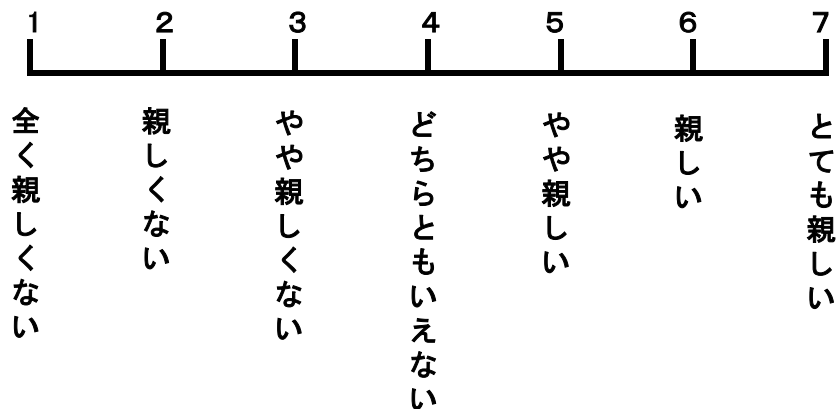 1 2 3 4 5 6 7
全く親しくない
親しくない
やや親しくない
どちらともいえない
やや親しい
親しい
とても親しい